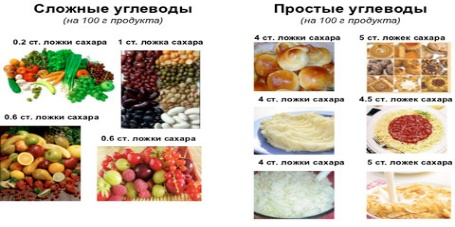 Сложные углеводы
(на 100 г продукта)
0.2 ст. ложки сахара
1 ст. ложка сахара
0.6 ст. ложки сахара
0.6 ст. ложки сахара
Простые углеводы
(на 100 г продукта)
4 ст. ложки сахара
5 ст. ложек сахара
4 ст. ложки сахара
4.5 ст. ложек сахара
4 ст. ложки сахара
5 ст. ложек сахара